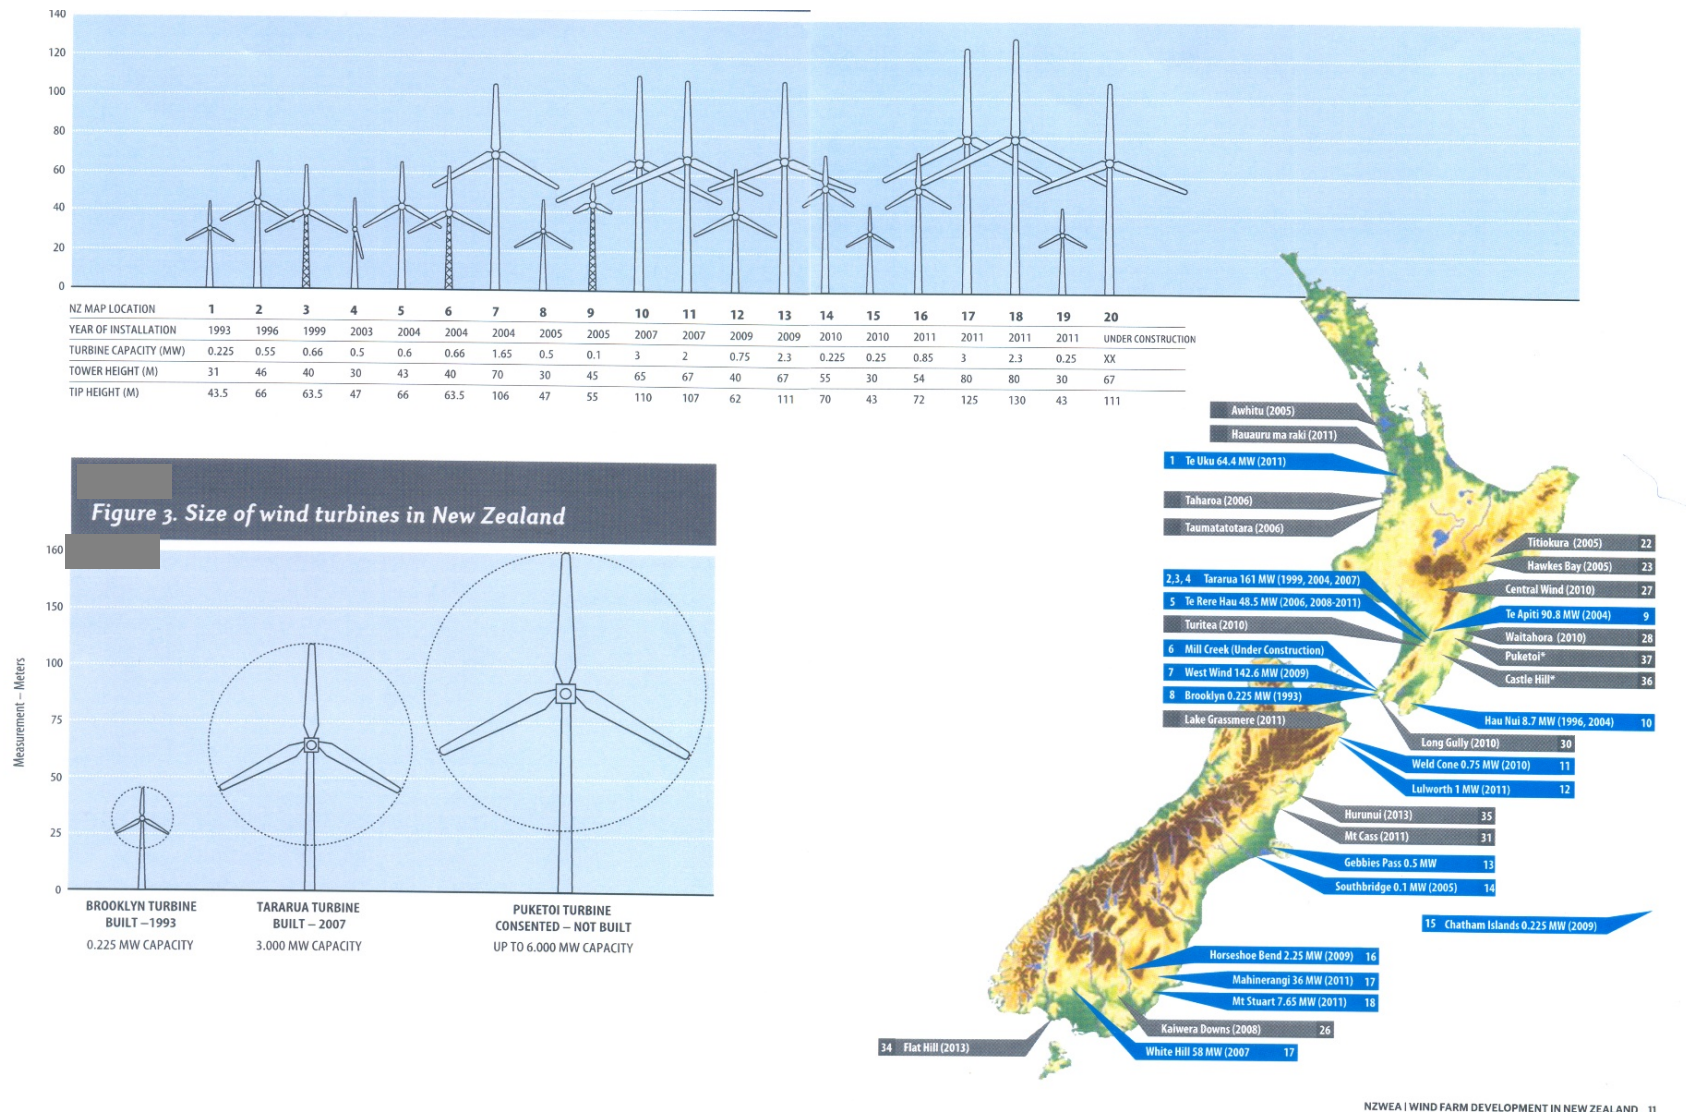 140
120
100
80
60
40
20
0
NZ MAP LOCATION 1 2 3 4 5 6 7 8 9 10 11 12 13 14 15 16 17 18 19 20
YEAR OF INSTALLATION 1993 1996 1999 2003 2004 2004 2004 2005 2005 2007 2007 2009 2009 2010 2010 2011 2011 2011 2011 UNDER CONSTRUCTION
TURBINE CAPACITY (MW) 0.225 0.55 0.66 0.5 0.6 0.66 1.65 0.5 0.1 3 2 0.75 2.3 0.225 0.25 0.85 3 2.3 0.25 XX
TOWER HEIGHT (M) 31 46 40 30 43 40 70 30 45 65 67 40 67 55 30 54 80 80 30 67
TIP HEIGHT (M) 43.5 66 63.5 47 66 63.5 106 47 55 110 107 62 111 70 43 72 125 130 43 111
Figure 3. Size of wind turbines in New Zealand
160
150
100
75
50
25
0
Measurement – Meters
BROOKLYN TURBINE
BUILT –1993
0.225 MW CAPACITY
TARARUA TURBINE
BUILT – 2007
3.000 MW CAPACITY
PUKETOI TURBINE
CONSENTED – NOT BUILT
UP TO 6.000 MW CAPACITY
Awhitu (2005)
Hauauru ma raki (2011)
1 Te Uku 64.4 MW (2011)
Taharoa (2006)
Taumatatotara (2006)
2,3, 4 Tararua 161 MW (1999, 2004, 2007)
5 Te Rere Hau 48.5 MW (2006, 2008-2011)
Turitea (2010)
6 Mill Creek (Under Construction)
7 West Wind 142.6 MW (2009)
8 Brooklyn 0.225 MW (1993)
Lake Grassmere (2011)
Titiokura (2005) 22
Hawkes Bay (2005) 23
Central Wind (2010) 27
Te Apiti 90.8 MW (2004) 9
Waitahora (2010) 28
Puketoi* 37
Castle Hill* 36
Hau Nui 8.7 MW (1996, 2004) 10
Long Gully (2010) 30
Weld Cone 0.75 MW (2010) 11
Lulworth 1 MW (2011) 12
Hurunui (2013) 35
Mt Cass (2011) 31
Gebbies Pass 0.5 MW 13
Southbridge 0.1 MW (2005) 14
15 Chatham Islands 0.225 MW (2009)
Horseshoe Bend 2.25 MW (2009) 16
Mahinerangi 36 MW (2011) 17
Mt Stuart 7.65 MW (2011) 18
Kaiwera Downs (2008) 26
34 Flat Hill (2013)
White Hill 58 MW (2007 17
NZWEA | WIND FARM DEVELOPMENT IN NEW ZEALAND 11